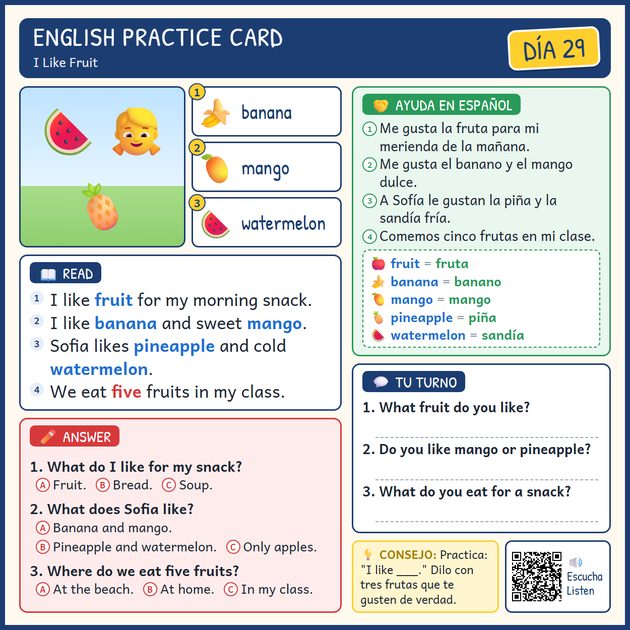 ENGLISH PRACTICE CARD
I Like Fruit
DÍA 29
1 banana
2 mango
3 watermelon
READ
1 I like fruit for my morning snack.
2 I like banana and sweet mango.
3 Sofía likes pineapple and cold
watermelon.
4 We eat five fruits in my class.
ANSWER
1. What do I like for my snack?
A Fruit. B Bread. C Soup.
2. What does Sofía like?
A Banana and mango.
B Pineapple and watermelon. C Only apples.
3. Where do we eat five fruits?
A At the beach. B At home. C In my class.
AYUDA EN ESPAÑOL
1 Me gusta la fruta para mi
merienda de la mañana.
2 Me gusta el banano y el mango
dulce.
3 A Sofía le gustan la piña y la
sandía fría.
4 Comemos cinco frutas en mi clase.
fruit = fruta
banana = banano
mango = mango
pineapple = piña
watermelon = sandía
TU TURNO
1. What fruit do you like?
2. Do you like mango or pineapple?
3. What do you eat for a snack?
CONSEJO: Practica:
"I like ___." Dilo con
tres frutas que te
gusten de verdad.
Escucha
Listen